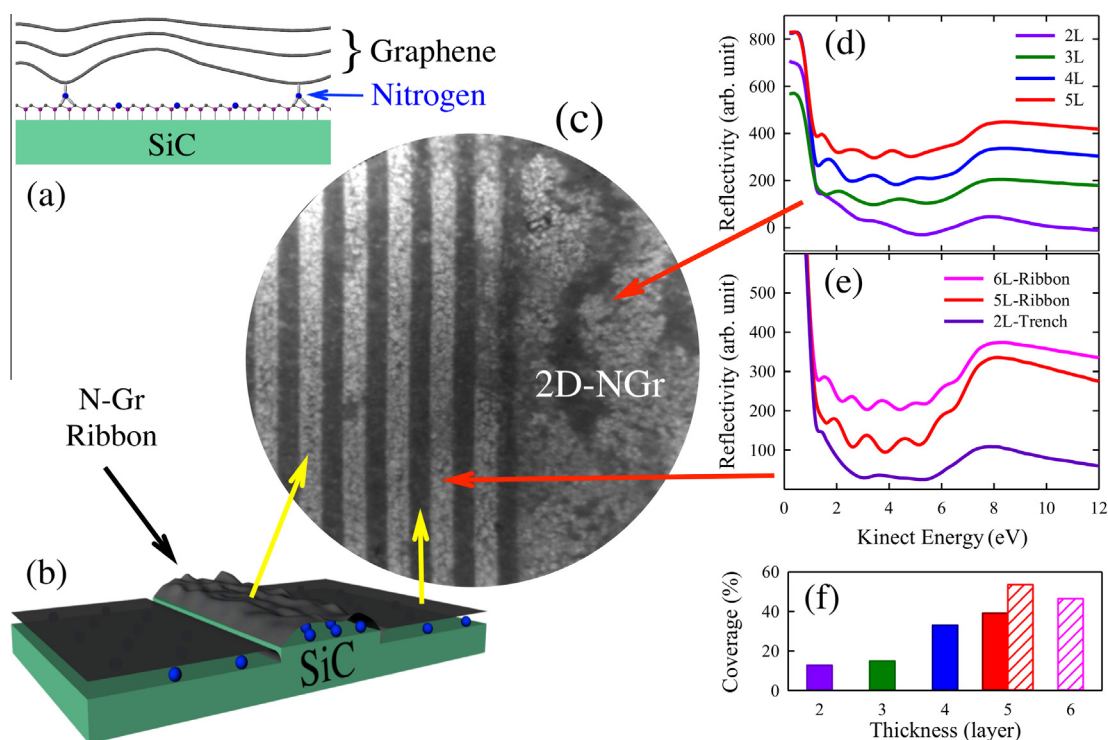 Graphene
Nitrogen
SiC
(a)
N-Gr
Ribbon
(b)
SiC
(c)
2D-NGr
(d)
2L
3L
4L
5L
Reflectivity (arb. unit)
800
600
400
200
0
(e)
6L-Ribbon
5L-Ribbon
2L-Trench
Reflectivity (arb. unit)
500
400
300
200
100
0 2 4 6 8 10 12
Kinect Energy (eV)
(f)
Coverage (%)
60
40
20
0
2 3 4 5 6
Thickness (layer)